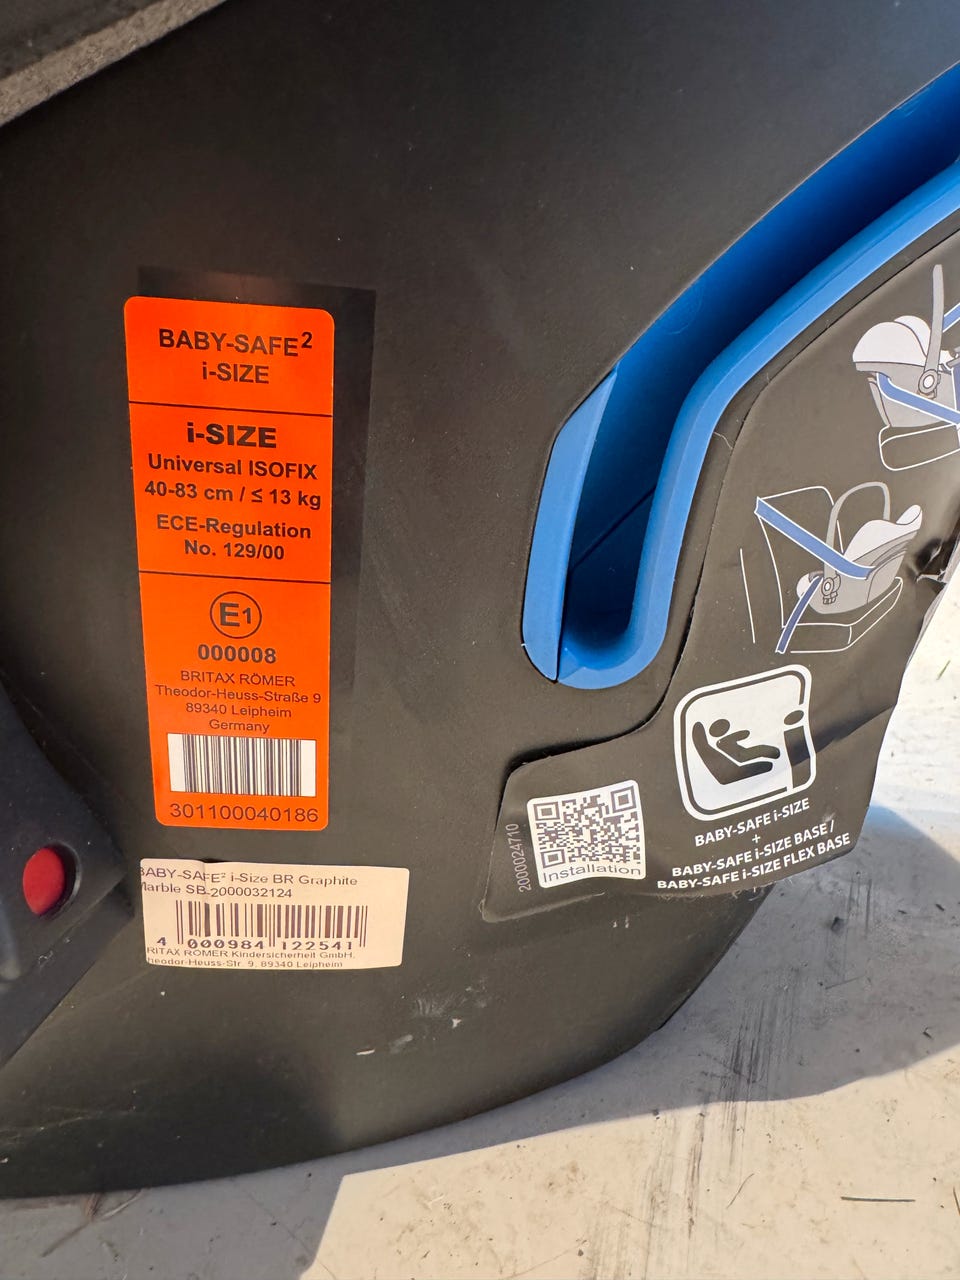 BABY-SAFE²
i-SIZE
i-SIZE
Universal ISOFIX
40-83 cm / ≤ 13 kg
ECE-Regulation
No. 129/00
E1
000008
BRITAX RÖMER
Theodor-Heuss-Straße 9
89340 Leipheim
Germany
301100040186
BABY-SAFE² i-Size BR Graphite
Marble SB 2000032124
4 000984 122541
RITAX RÖMER Kindersicherheit GmbH,
heodor-Heuss-Str. 9, 89340 Leipheim
2000024710
Installation
BABY-SAFE i-SIZE
+
BABY-SAFE i-SIZE BASE /
BABY-SAFE i-SIZE FLEX BASE